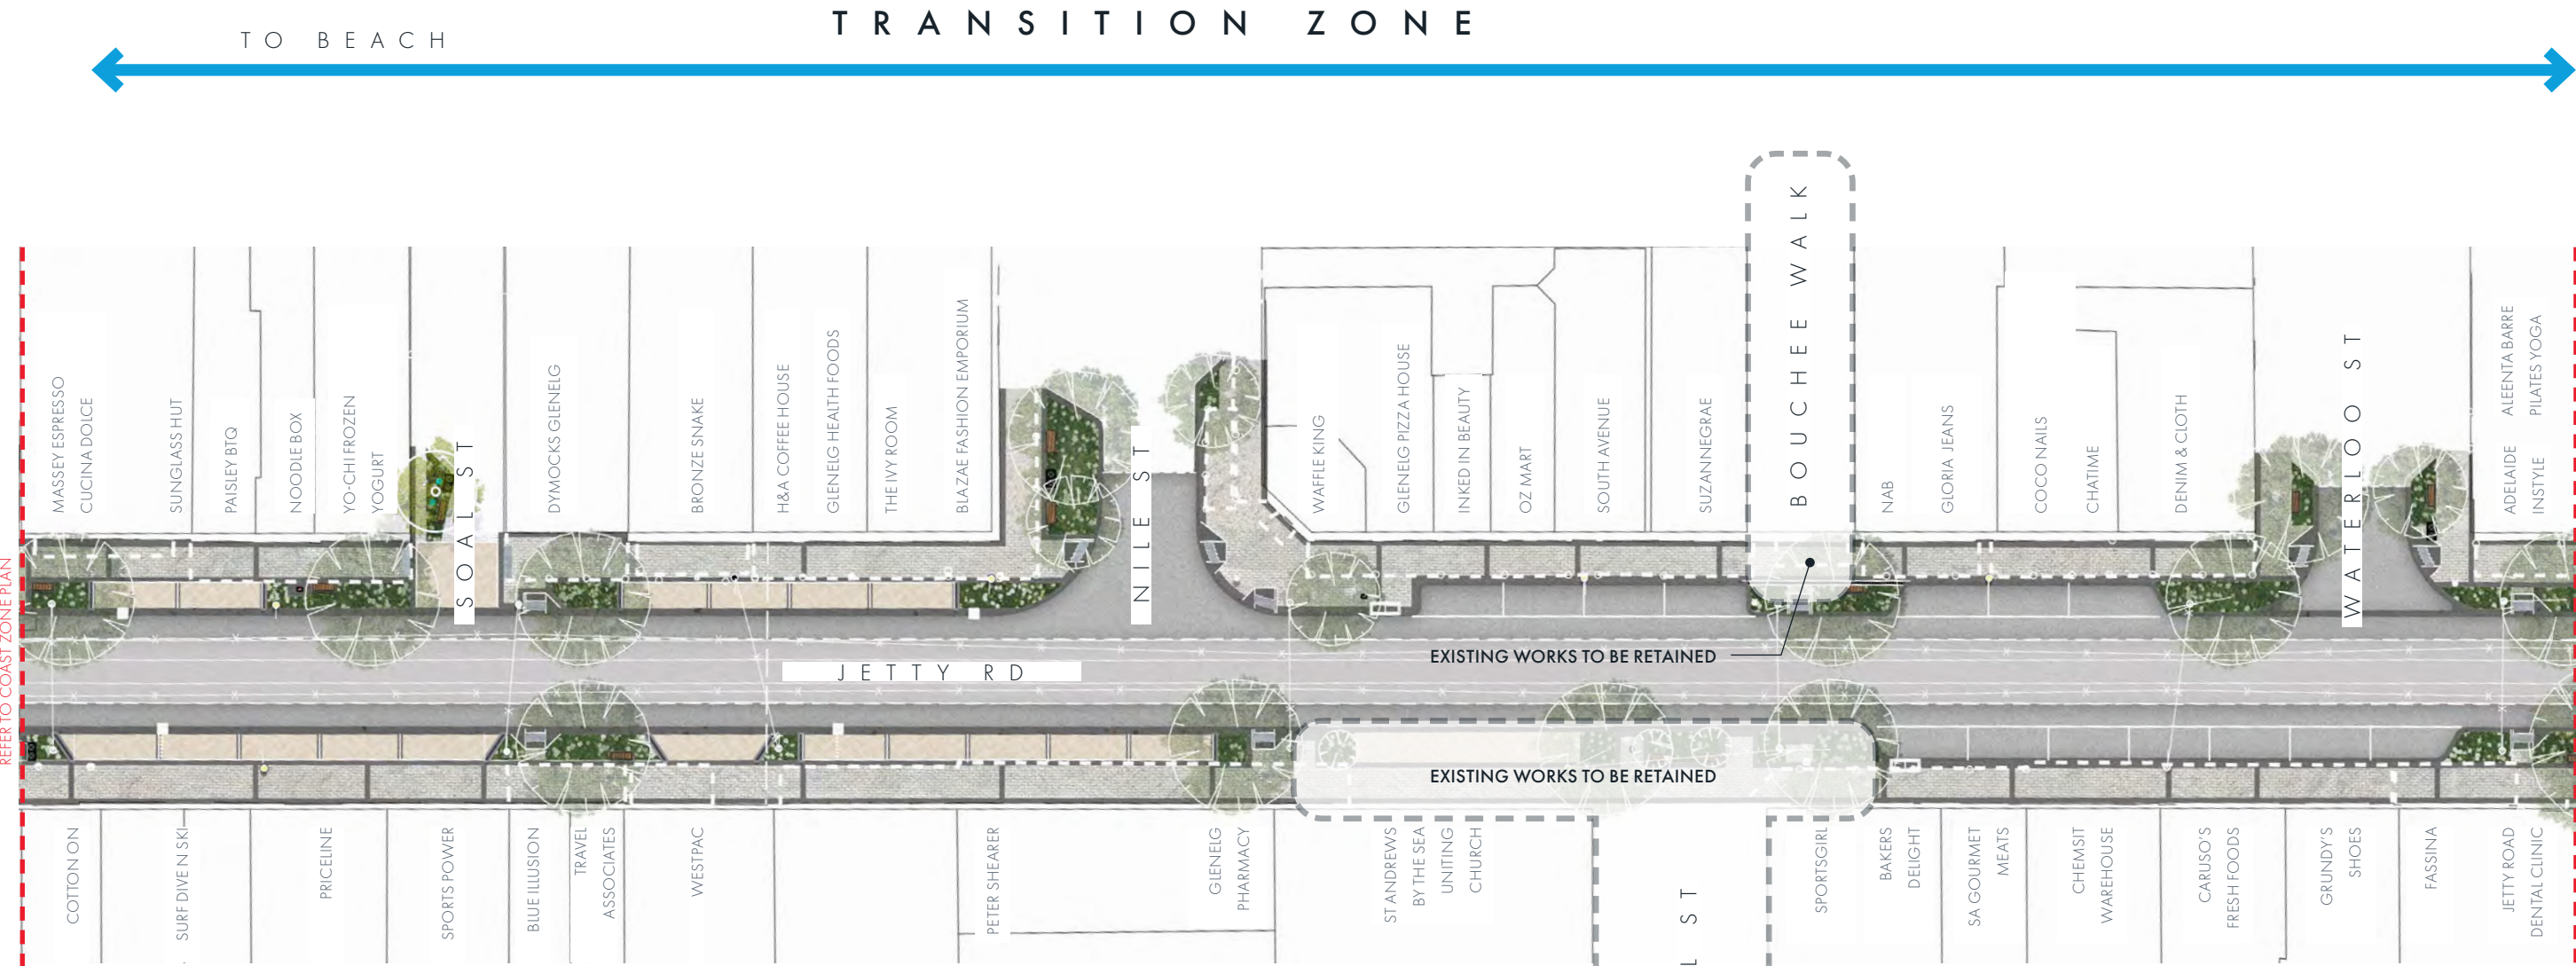 TRANSITION ZONE
TO BEACH
REFER TO COAST ZONE PLAN
MASSEY ESPRESSO
CUCINA DOLCE
SUNGLASS HUT
PAISLEY BTQ
NOODLE BOX
YO-CHI FROZEN
YOGURT
SOAL ST
DYMOCKS GLENELG
BRONZE SNAKE
H&A COFFEE HOUSE
GLENELG HEALTH FOODS
THE IVY ROOM
BLAZAE FASHION EMPORIUM
NILE ST
WAFFLE KING
GLENELG PIZZA HOUSE
INKED IN BEAUTY
OZ MART
SOUTH AVENUE
SUZANNEGRAE
BOUCHEE WALK
NAB
GLORIA JEANS
COCO NAILS
CHATIME
DENIM & CLOTH
WATERLOO ST
ADELAIDE
INSTYLE
ALEENTA BARRE
PILATES YOGA
JETTY RD
EXISTING WORKS TO BE RETAINED
EXISTING WORKS TO BE RETAINED
COTTON ON
SURF DIVE N SKI
PRICELINE
SPORTS POWER
BLUE ILLUSION
TRAVEL
ASSOCIATES
WESTPAC
PETER SHEARER
GLENELG
PHARMACY
ST ANDREWS
BY THE SEA
UNITING
CHURCH
L ST
SPORTSGIRL
BAKERS
DELIGHT
SA GOURMET
MEATS
CHEMSIT
WAREHOUSE
CARUSO'S
FRESH FOODS
GRUNDY'S
SHOES
FASSINA
JETTY ROAD
DENTAL CLINIC